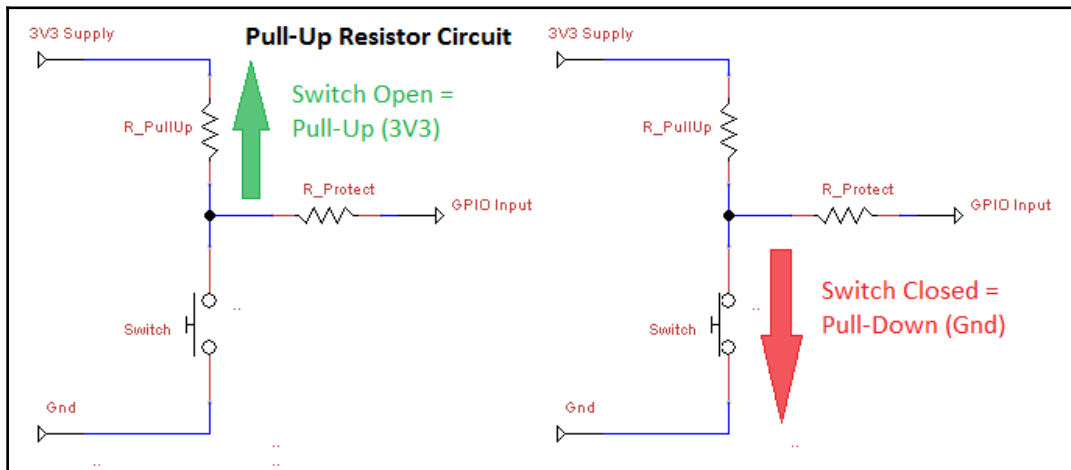 3V3 Supply
Pull-Up Resistor Circuit
Switch Open =
Pull-Up (3V3)
R_PullUp
R_Protect
GPIO Input
Switch
Gnd
3V3 Supply
R_PullUp
R_Protect
GPIO Input
Switch Closed =
Pull-Down (Gnd)
Switch
Gnd